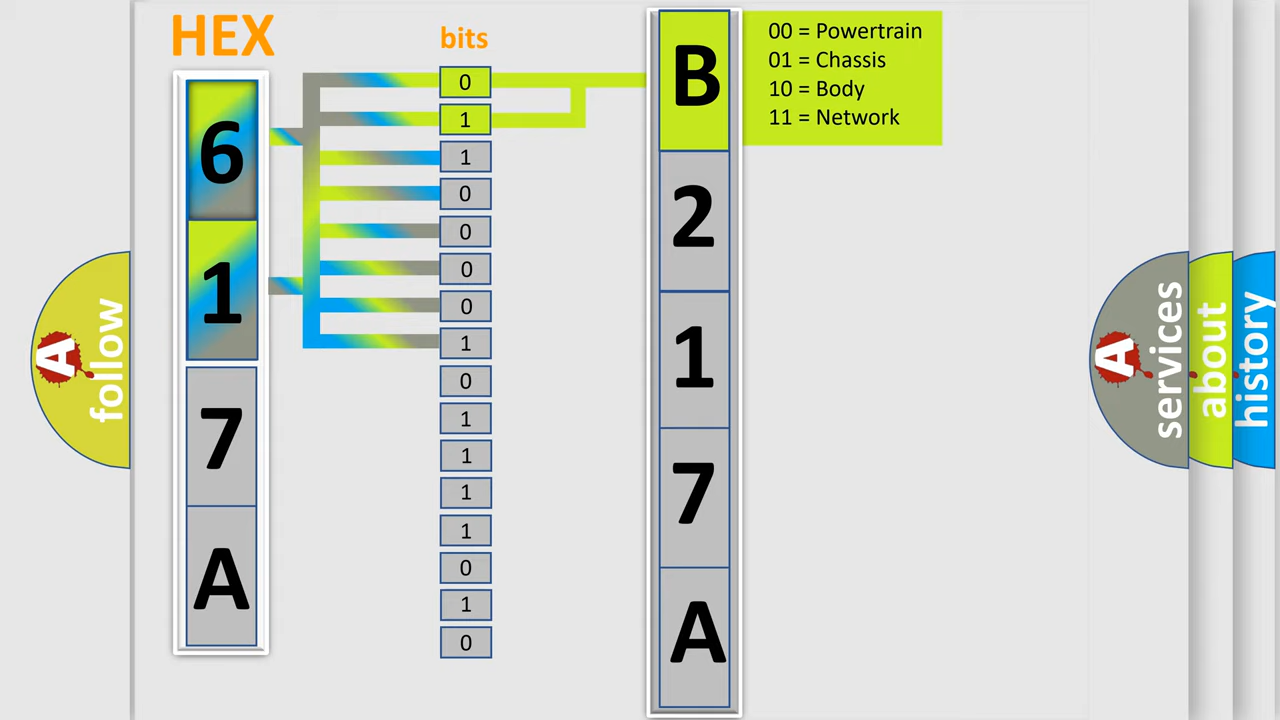 HEX
bits
00 = Powertrain
01 = Chassis
10 = Body
11 = Network
6
1
7
A
0
1
1
0
0
0
0
1
0
1
1
1
1
0
1
0
B
2
1
7
A
A
follow
A
services
about
history